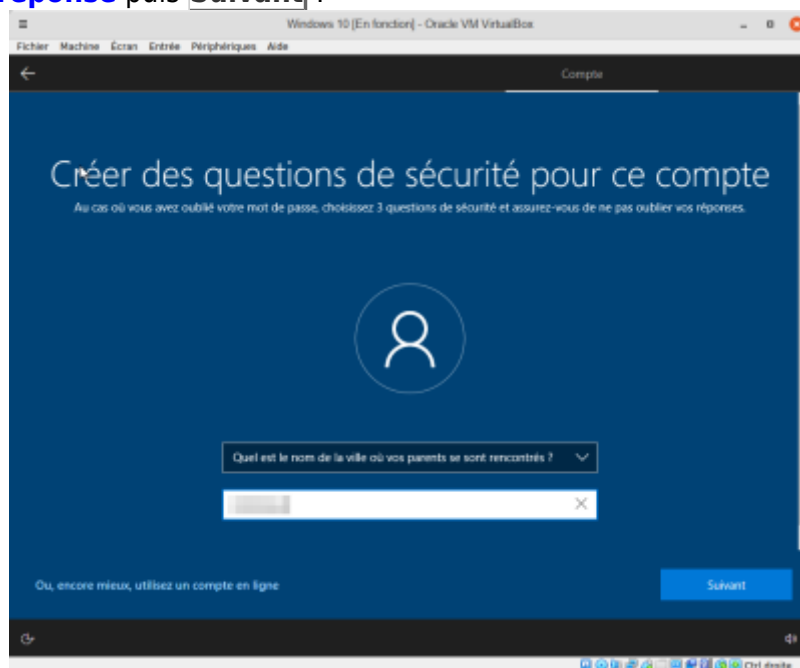 réponse puis Suivant .
Windows 10 [En fonction] - Oracle VM VirtualBox
Fichier Machine Écran Entrée Périphériques Aide
Compte
Créer des questions de sécurité pour ce compte
Au cas où vous avez oublié votre mot de passe, choisissez 3 questions de sécurité et assurez-vous de ne pas oublier vos réponses.
Quel est le nom de la ville où vos parents se sont rencontrés ?
Ou, encore mieux, utilisez un compte en ligne
Suivant
Ctrl droite